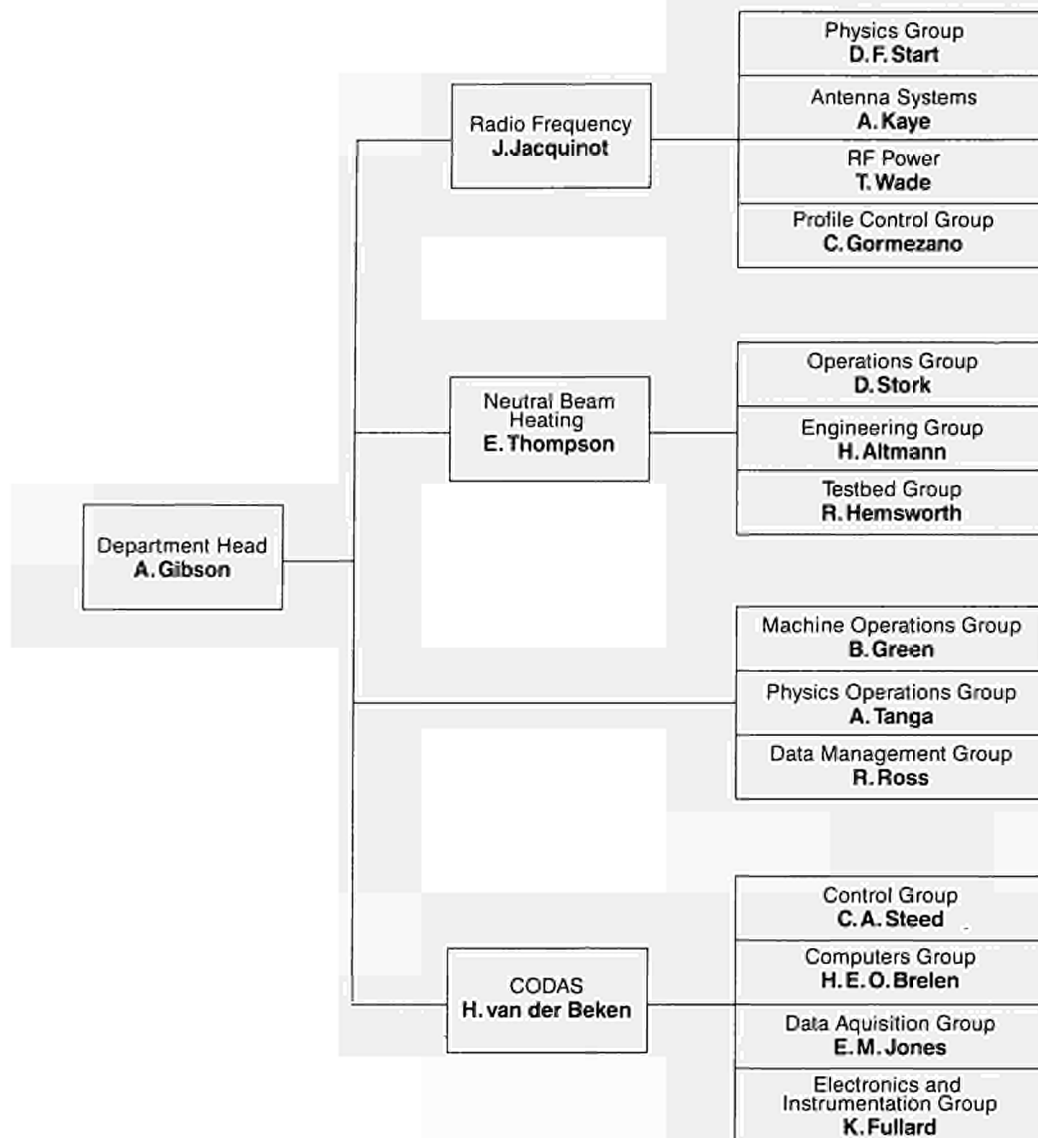 Department Head
A. Gibson
Radio Frequency
J. Jacquinot
Physics Group
D. F. Start
Antenna Systems
A. Kaye
RF Power
T. Wade
Profile Control Group
C. Gormezano
Neutral Beam
Heating
E. Thompson
Operations Group
D. Stork
Engineering Group
H. Altmann
Testbed Group
R. Hemsworth
Machine Operations Group
B. Green
Physics Operations Group
A. Tanga
Data Management Group
R. Ross
CODAS
H. van der Beken
Control Group
C. A. Steed
Computers Group
H. E. O. Brelen
Data Aquisition Group
E. M. Jones
Electronics and
Instrumentation Group
K. Fullard